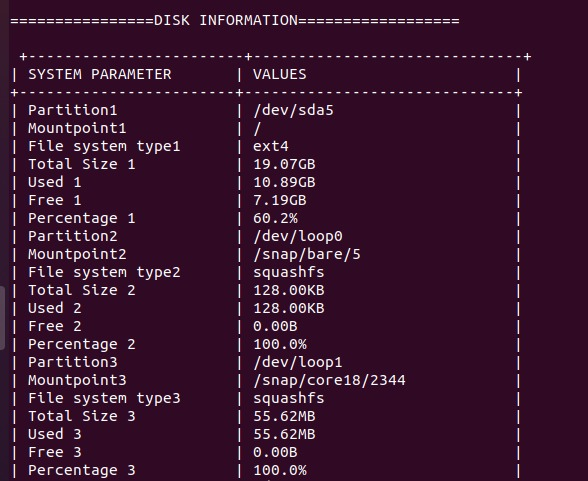 ================DISK INFORMATION==================
+------------------------+------------------------------+
| SYSTEM PARAMETER       | VALUES                       |
+------------------------+------------------------------+
| Partition1             | /dev/sda5                    |
| Mountpoint1            | /                            |
| File system type1      | ext4                         |
| Total Size 1           | 19.07GB                      |
| Used 1                 | 10.89GB                      |
| Free 1                 | 7.19GB                       |
| Percentage 1           | 60.2%                        |
| Partition2             | /dev/loop0                   |
| Mountpoint2            | /snap/bare/5                 |
| File system type2      | squashfs                     |
| Total Size 2           | 128.00KB                     |
| Used 2                 | 128.00KB                     |
| Free 2                 | 0.00B                        |
| Percentage 2           | 100.0%                       |
| Partition3             | /dev/loop1                   |
| Mountpoint3            | /snap/core18/2344            |
| File system type3      | squashfs                     |
| Total Size 3           | 55.62MB                      |
| Used 3                 | 55.62MB                      |
| Free 3                 | 0.00B                        |
| Percentage 3           | 100.0%                       |